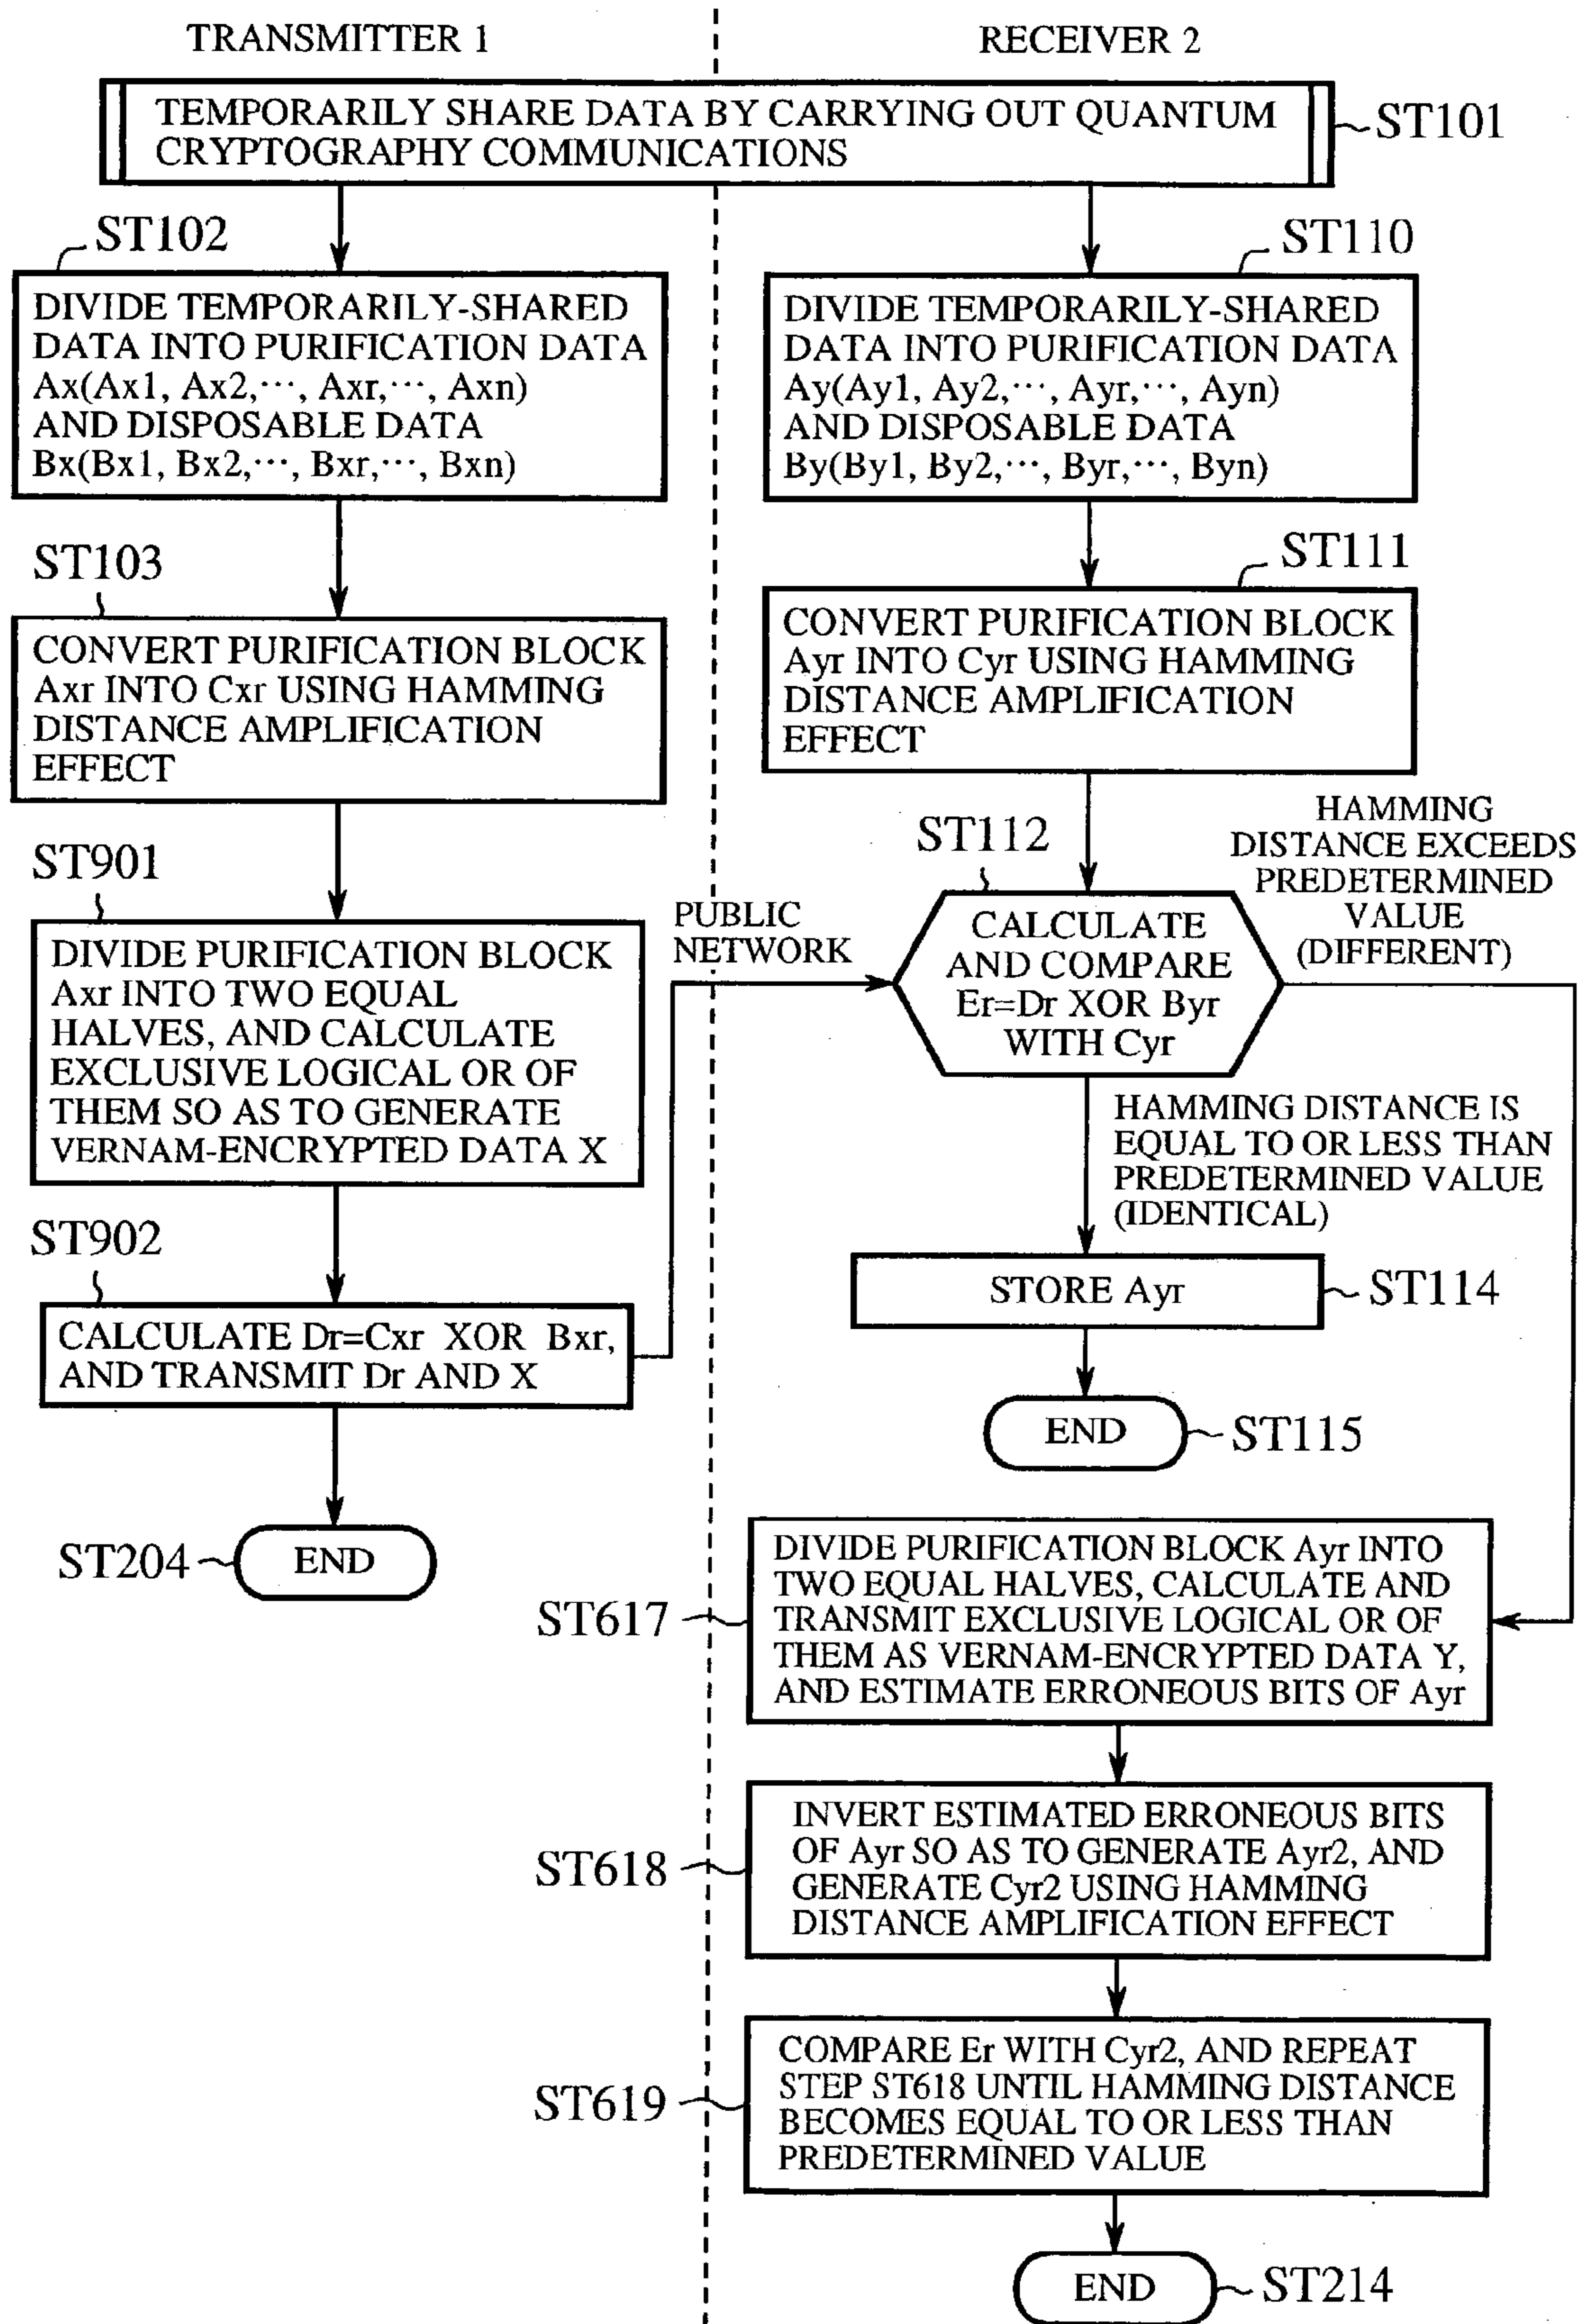 TRANSMITTER 1
RECEIVER 2
TEMPORARILY SHARE DATA BY CARRYING OUT QUANTUM
CRYPTOGRAPHY COMMUNICATIONS
ST101
ST102
DIVIDE TEMPORARILY-SHARED
DATA INTO PURIFICATION DATA
Ax(Ax1, Ax2,···, Axr,···, Axn)
AND DISPOSABLE DATA
Bx(Bx1, Bx2,···, Bxr,···, Bxn)
ST110
DIVIDE TEMPORARILY-SHARED
DATA INTO PURIFICATION DATA
Ay(Ay1, Ay2,···, Ayr,···, Ayn)
AND DISPOSABLE DATA
By(By1, By2,···, Byr,···, Byn)
ST103
CONVERT PURIFICATION BLOCK
Axr INTO Cxr USING HAMMING
DISTANCE AMPLIFICATION
EFFECT
ST111
CONVERT PURIFICATION BLOCK
Ayr INTO Cyr USING HAMMING
DISTANCE AMPLIFICATION
EFFECT
ST901
DIVIDE PURIFICATION BLOCK
Axr INTO TWO EQUAL
HALVES, AND CALCULATE
EXCLUSIVE LOGICAL OR OF
THEM SO AS TO GENERATE
VERNAM-ENCRYPTED DATA X
PUBLIC
NETWORK
ST112
CALCULATE
AND COMPARE
Er=Dr XOR Byr
WITH Cyr
HAMMING
DISTANCE EXCEEDS
PREDETERMINED
VALUE
(DIFFERENT)
HAMMING DISTANCE IS
EQUAL TO OR LESS THAN
PREDETERMINED VALUE
(IDENTICAL)
ST902
CALCULATE Dr=Cxr XOR Bxr,
AND TRANSMIT Dr AND X
STORE Ayr
ST114
END
ST115
ST204
END
ST617
DIVIDE PURIFICATION BLOCK Ayr INTO
TWO EQUAL HALVES, CALCULATE AND
TRANSMIT EXCLUSIVE LOGICAL OR OF
THEM AS VERNAM-ENCRYPTED DATA Y,
AND ESTIMATE ERRONEOUS BITS OF Ayr
ST618
INVERT ESTIMATED ERRONEOUS BITS
OF Ayr SO AS TO GENERATE Ayr2, AND
GENERATE Cyr2 USING HAMMING
DISTANCE AMPLIFICATION EFFECT
ST619
COMPARE Er WITH Cyr2, AND REPEAT
STEP ST618 UNTIL HAMMING DISTANCE
BECOMES EQUAL TO OR LESS THAN
PREDETERMINED VALUE
END
ST214